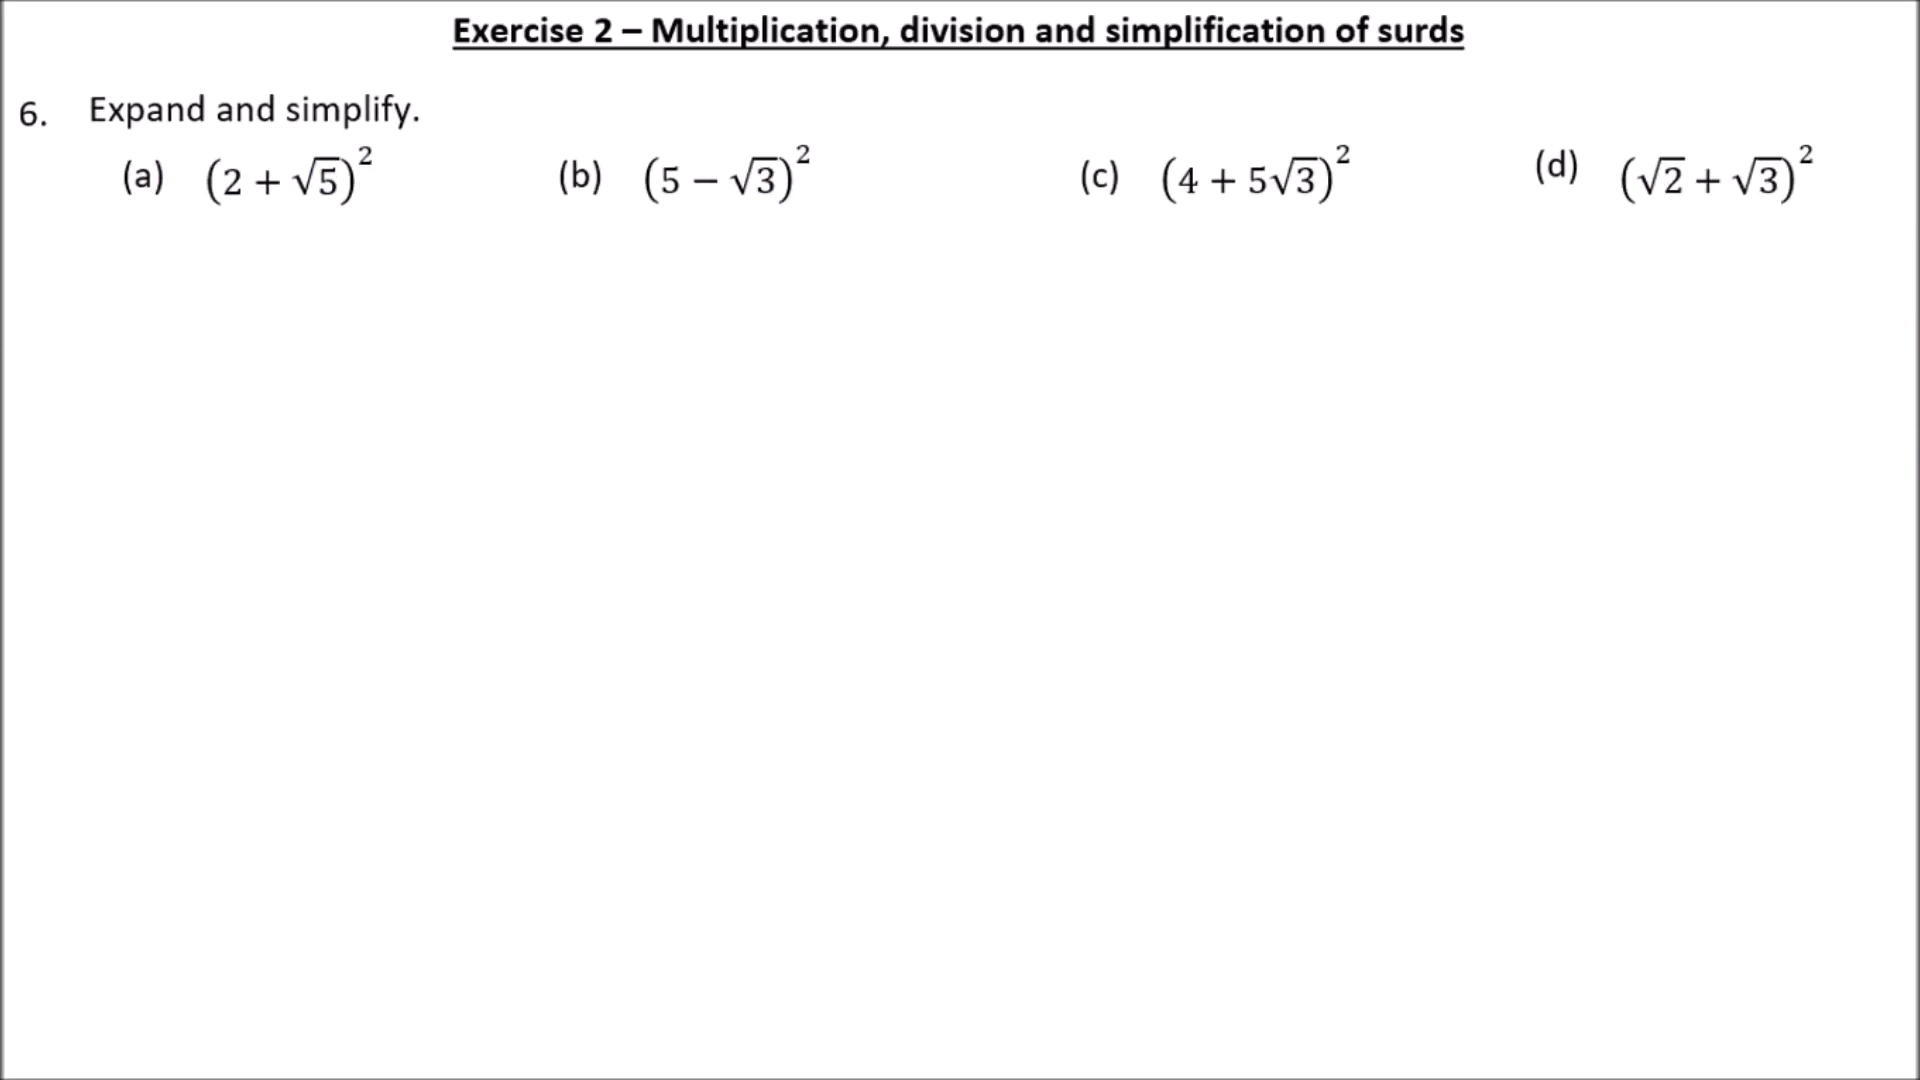 Exercise 2 – Multiplication, division and simplification of surds
6. Expand and simplify.
(a) (2 + √5)² (b) (5 − √3)² (c) (4 + 5√3)² (d) (√2 + √3)²